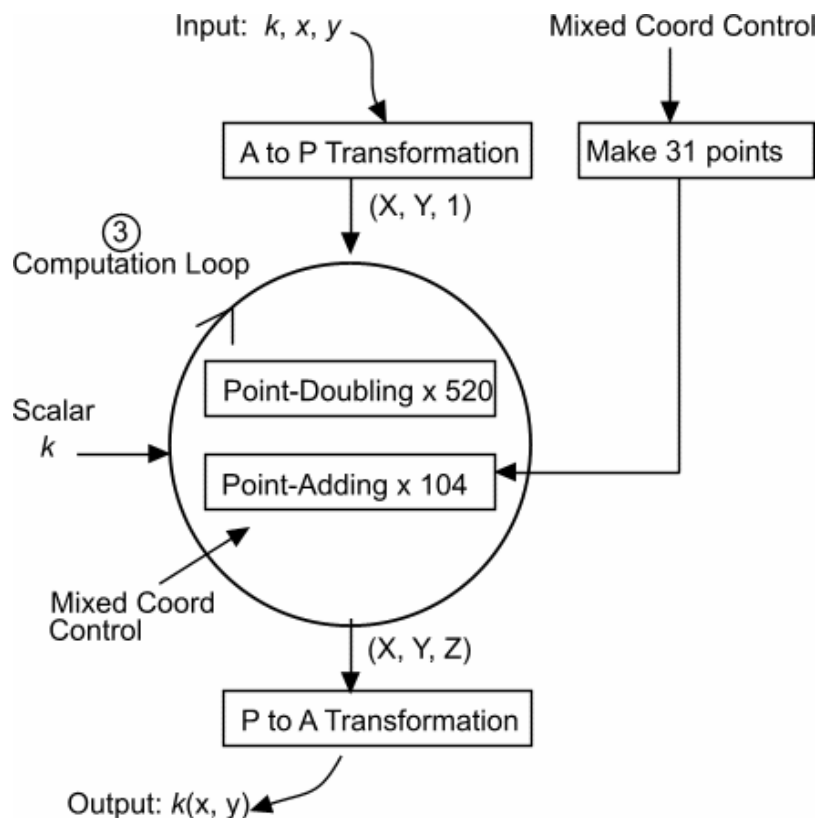 Input: k, x, y
Mixed Coord Control
A to P Transformation
Make 31 points
(X, Y, 1)
③
Computation Loop
Point-Doubling x 520
Scalar
k
Point-Adding x 104
Mixed Coord
Control
(X, Y, Z)
P to A Transformation
Output: k(x, y)